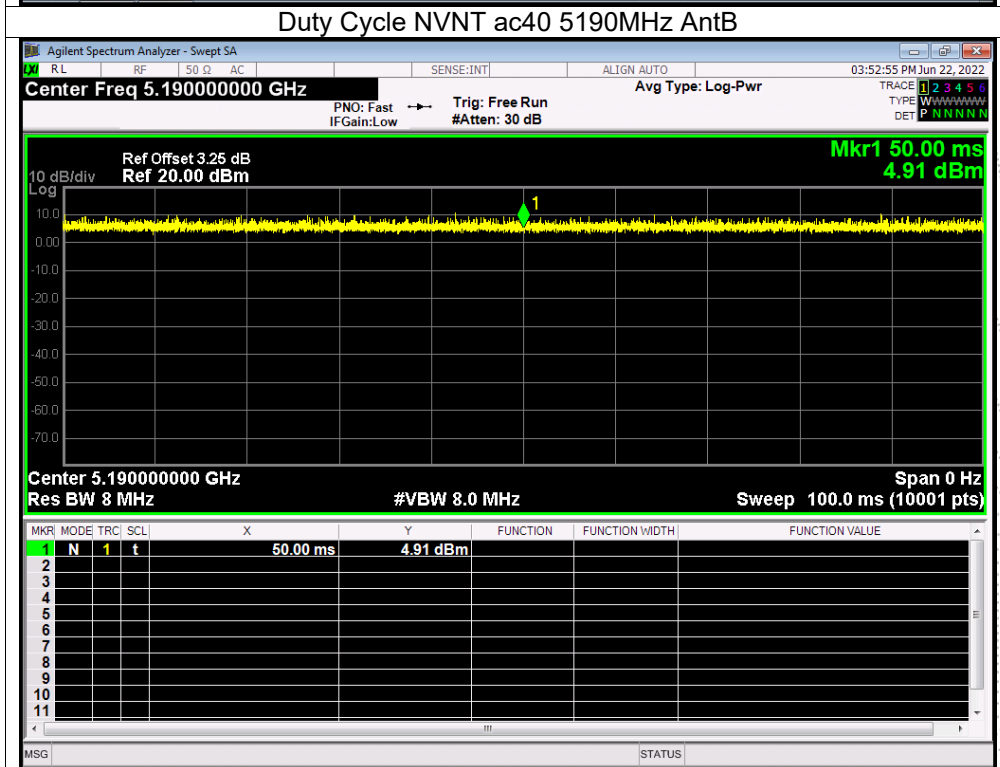 Duty Cycle NVNT ac40 5190MHz AntB
Agilent Spectrum Analyzer - Swept SA
LXI RL RF 50 Ω AC SENSE:INT ALIGN AUTO 03:52:55 PM Jun 22, 2022
Center Freq 5.190000000 GHz Avg Type: Log-Pwr TRACE 1 2 3 4 5 6
PNO: Fast Trig: Free Run TYPE WWWWWW
IFGain:Low #Atten: 30 dB DET P N N N N N
Mkr1 50.00 ms
Ref Offset 3.25 dB
10 dB/div Ref 20.00 dBm 4.91 dBm
Log
1
10.0
0.00
-10.0
-20.0
-30.0
-40.0
-50.0
-60.0
-70.0
Center 5.190000000 GHz Span 0 Hz
Res BW 8 MHz #VBW 8.0 MHz Sweep 100.0 ms (10001 pts)
MKR MODE TRC SCL X Y FUNCTION FUNCTION WIDTH FUNCTION VALUE
1 N 1 t 50.00 ms 4.91 dBm
2
3
4
5
6
7
8
9
10
11
MSG STATUS